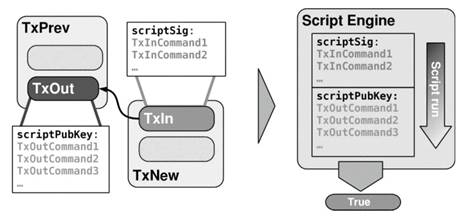 TxPrev
TxOut
scriptPubKey:
TxOutCommand1
TxOutCommand2
TxOutCommand3
…
scriptSig:
TxInCommand1
TxInCommand2
…
TxIn
TxNew
Script Engine
scriptSig:
TxInCommand1
TxInCommand2
…
scriptPubKey:
TxOutCommand1
TxOutCommand2
TxOutCommand3
…
Script run
True